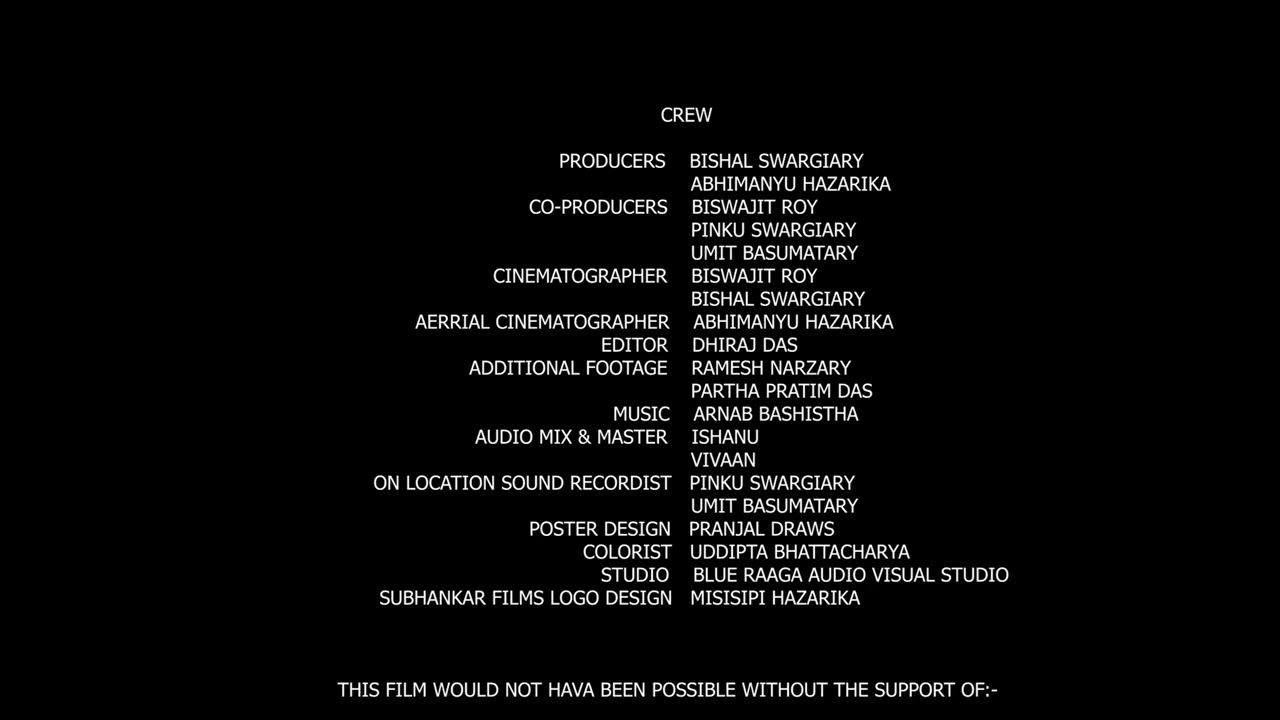 CREW
PRODUCERS BISHAL SWARGIARY
ABHIMANYU HAZARIKA
CO-PRODUCERS BISWAJIT ROY
PINKU SWARGIARY
UMIT BASUMATARY
CINEMATOGRAPHER BISWAJIT ROY
BISHAL SWARGIARY
AERRIAL CINEMATOGRAPHER ABHIMANYU HAZARIKA
EDITOR DHIRAJ DAS
ADDITIONAL FOOTAGE RAMESH NARZARY
PARTHA PRATIM DAS
MUSIC ARNAB BASHISTHA
AUDIO MIX & MASTER ISHANU
VIVAAN
ON LOCATION SOUND RECORDIST PINKU SWARGIARY
UMIT BASUMATARY
POSTER DESIGN PRANJAL DRAWS
COLORIST UDDIPTA BHATTACHARYA
STUDIO BLUE RAAGA AUDIO VISUAL STUDIO
SUBHANKAR FILMS LOGO DESIGN MISISIPI HAZARIKA
THIS FILM WOULD NOT HAVA BEEN POSSIBLE WITHOUT THE SUPPORT OF:-